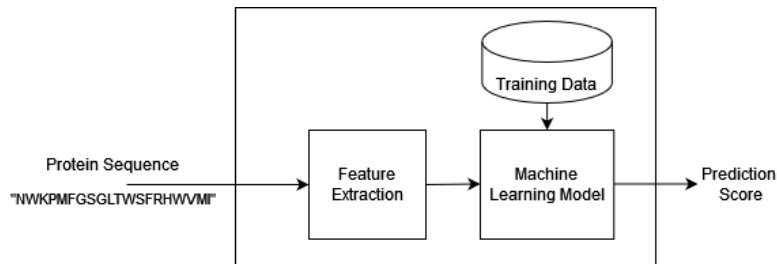 Training Data
Protein Sequence
"NWKPMFGSGLTWSFRHWVMI"
Feature
Extraction
Machine
Learning Model
Prediction
Score